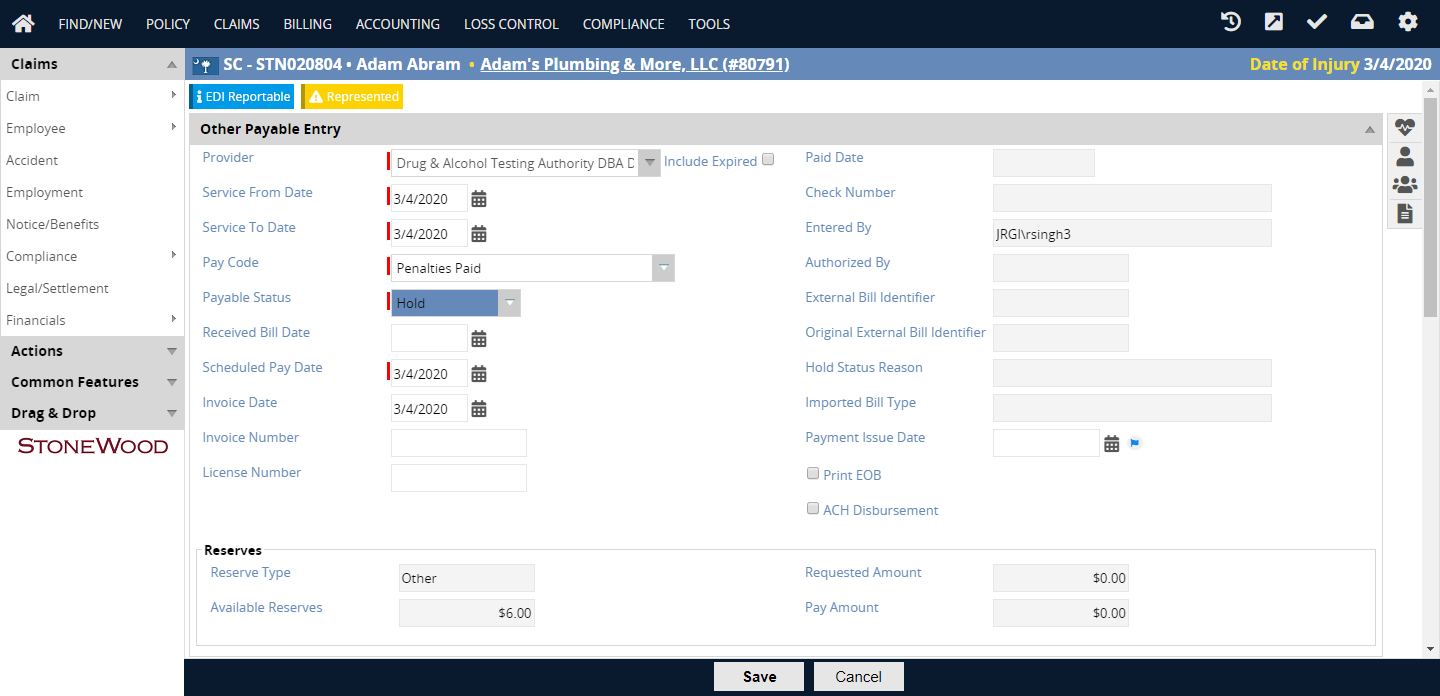 FIND/NEW POLICY CLAIMS BILLING ACCOUNTING LOSS CONTROL COMPLIANCE TOOLS
Claims
SC - STN020804 • Adam Abram • Adam's Plumbing & More, LLC (#80791) Date of Injury 3/4/2020
Claim
Employee
Accident
Employment
Notice/Benefits
Compliance
Legal/Settlement
Financials
Actions
Common Features
Drag & Drop
STONEWOOD
EDI Reportable Represented
Other Payable Entry
Provider Drug & Alcohol Testing Authority DBA D Include Expired Paid Date
Service From Date 3/4/2020 Check Number
Service To Date 3/4/2020 Entered By JRGI\rsingh3
Pay Code Penalties Paid Authorized By
Payable Status Hold External Bill Identifier
Received Bill Date Original External Bill Identifier
Scheduled Pay Date 3/4/2020 Hold Status Reason
Invoice Date 3/4/2020 Imported Bill Type
Invoice Number Payment Issue Date
License Number Print EOB
ACH Disbursement
Reserves
Reserve Type Other Requested Amount $0.00
Available Reserves $6.00 Pay Amount $0.00
Save Cancel